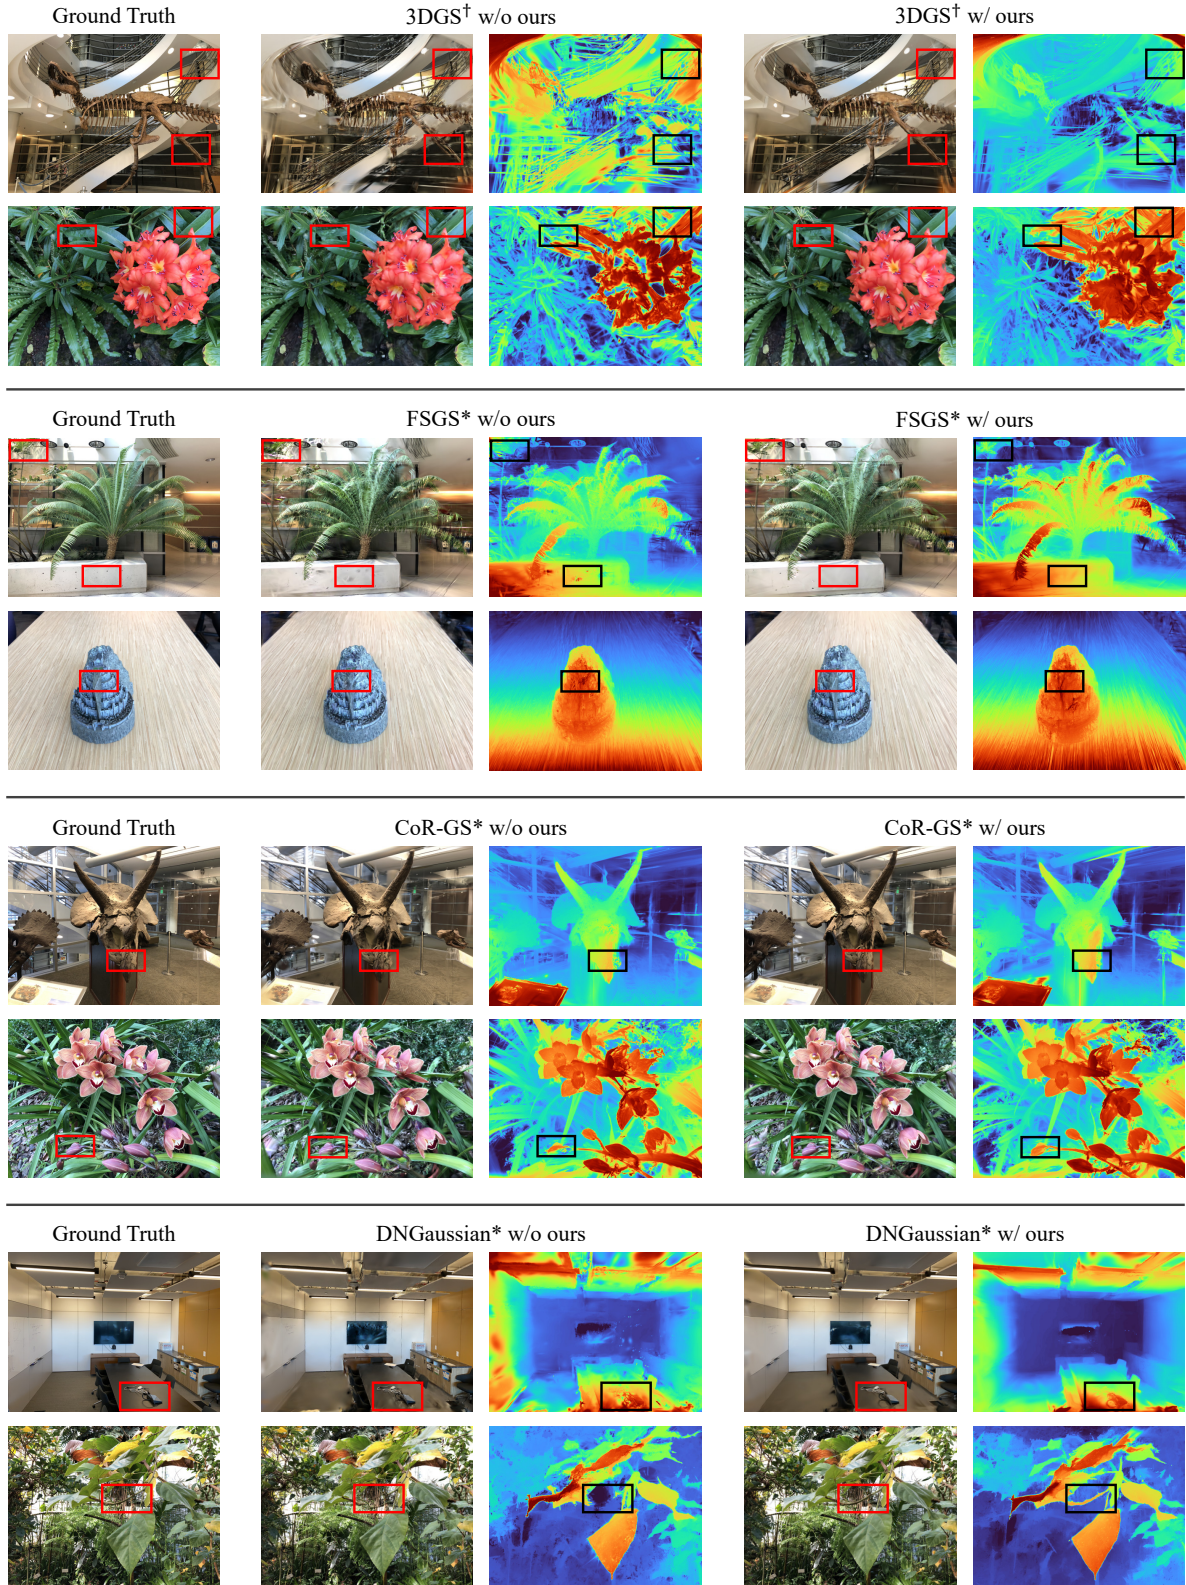 Ground Truth 3DGS† w/o ours 3DGS† w/ ours
Ground Truth FSGS* w/o ours FSGS* w/ ours
Ground Truth CoR-GS* w/o ours CoR-GS* w/ ours
Ground Truth DNGaussian* w/o ours DNGaussian* w/ ours